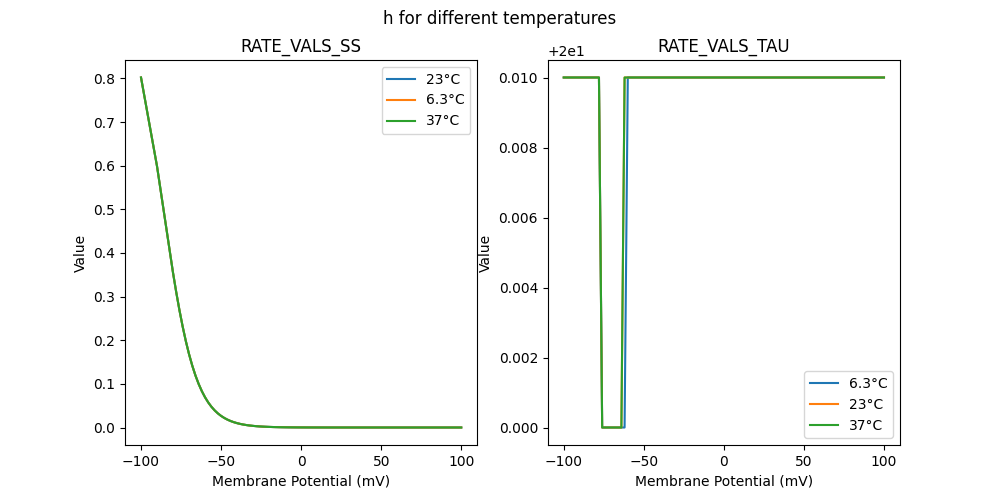 h for different temperatures
RATE_VALS_SS
0.8
0.7
0.6
0.5
0.4
0.3
0.2
0.1
0.0
Value
−100
−50
0
50
100
Membrane Potential (mV)
23°C
6.3°C
37°C
RATE_VALS_TAU
+2e1
0.010
0.008
0.006
0.004
0.002
0.000
Value
−100
−50
0
50
100
Membrane Potential (mV)
6.3°C
23°C
37°C